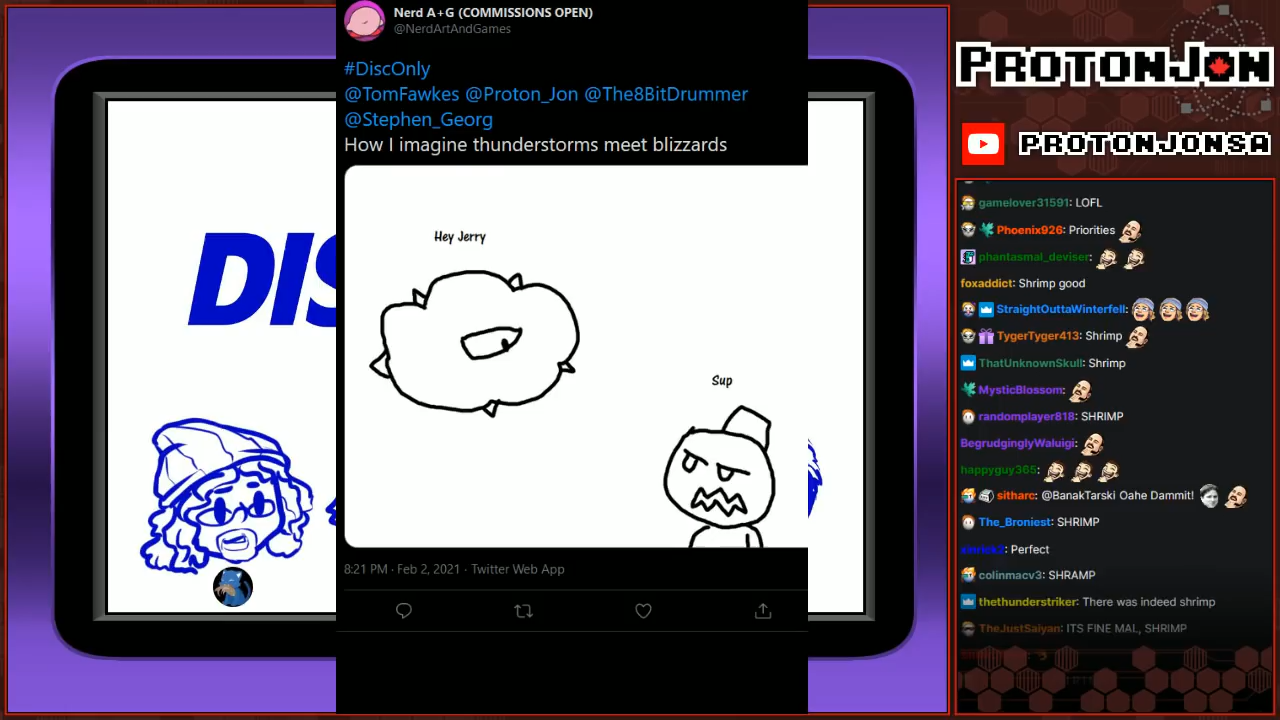 Nerd A+G (COMMISSIONS OPEN)
@NerdArtAndGames
#DiscOnly
@TomFawkes @Proton_Jon @The8BitDrummer
@Stephen_Georg
How I imagine thunderstorms meet blizzards
Hey Jerry
Sup
8:21 PM · Feb 2, 2021 · Twitter Web App
DIS
PROTONJON
PROTONJONSA
gamelover31591: LOFL
Phoenix926: Priorities
phantasmal_deviser:
foxaddict: Shrimp good
StraightOuttaWinterfell:
TygerTyger413: Shrimp
ThatUnknownSkull: Shrimp
MysticBlossom:
randomplayer818: SHRIMP
BegrudginglyWaluigi:
happyguy365:
sitharc: @BanakTarski Oahe Dammit!
The_Broniest: SHRIMP
Perfect
colinmacv3: SHRAMP
thethunderstriker: There was indeed shrimp
TheJustSaiyan: ITS FINE MAL, SHRIMP